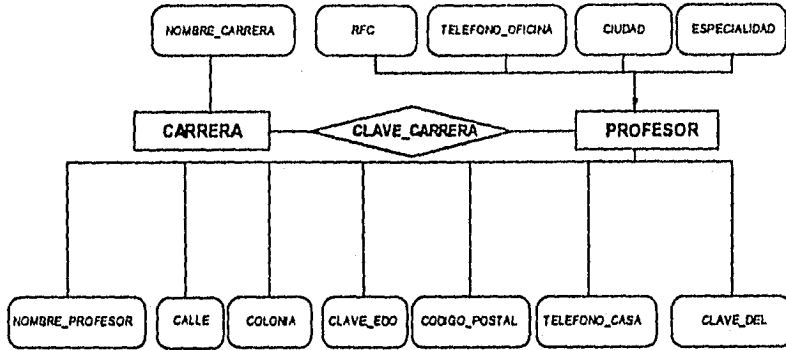 NOMBRE_CARRERA RFC TELEFONO_OFICINA CIUDAD ESPECIALIDAD
CARRERA CLAVE_CARRERA PROFESOR
NOMBRE_PROFESOR CALLE COLONIA CLAVE_EDO CODIGO_POSTAL TELEFONO_CASA CLAVE_DEL